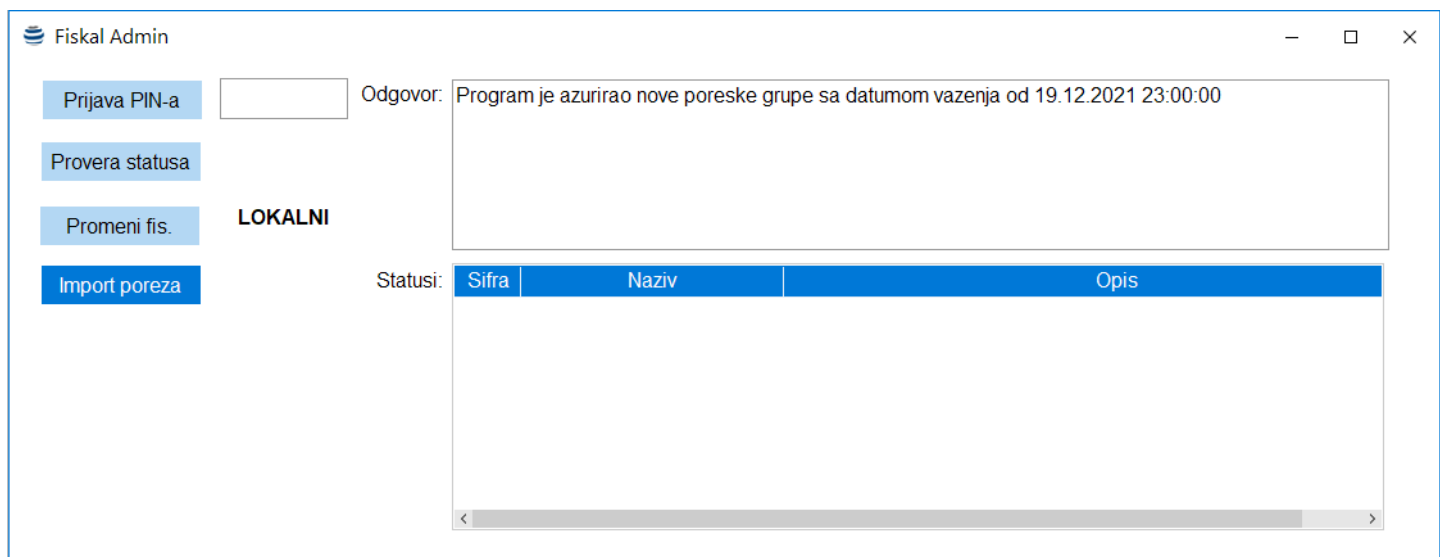 Fiskal Admin
Prijava PIN-a
Odgovor:
Program je azurirao nove poreske grupe sa datumom vazenja od 19.12.2021 23:00:00
Provera statusa
Promeni fis.
LOKALNI
Import poreza
Statusi:
Sifra Naziv Opis